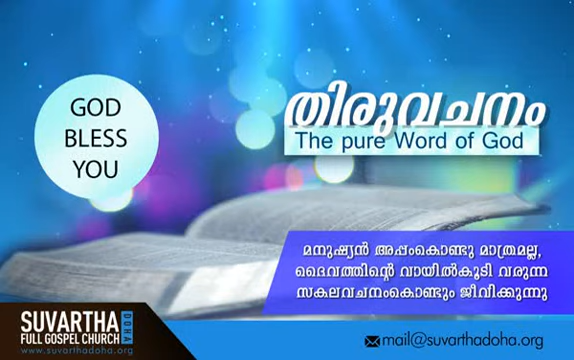 GOD
BLESS
YOU
തിരുവചനം
The pure Word of God
മനുഷ്യൻ അപ്പംകൊണ്ടു മാത്രമല്ല,
ദൈവത്തിന്റെ വായിൽകൂടി വരുന്ന
സകലവചനംകൊണ്ടും ജീവിക്കുന്നു
SUVARTHA DOHA
FULL GOSPEL CHURCH
www.suvarthadoha.org
mail@suvarthadoha.org